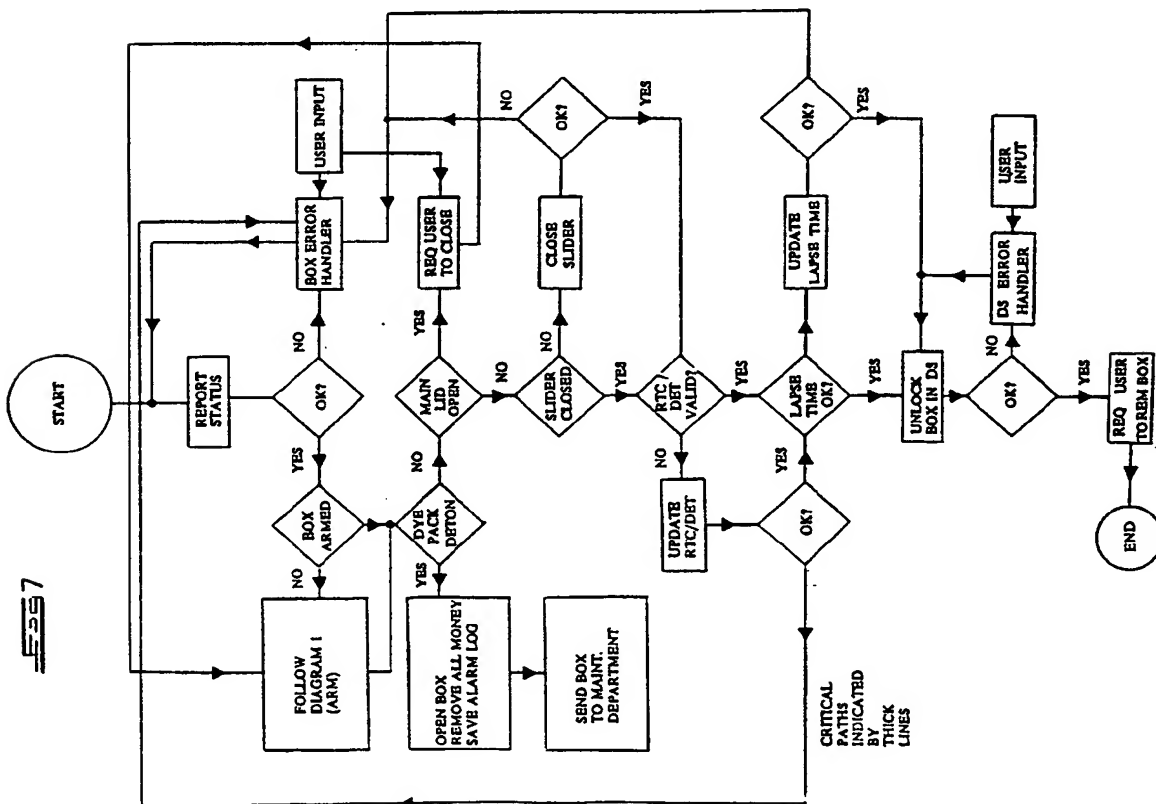 START
REPORT
STATUS
OK?
NO
YES
BOX ERROR
HANDLER
USER INPUT
BOX
ARMED
NO
YES
FOLLOW
DIAGRAM 1
(ARM)
DYE
PACK
DETON
YES
NO
OPEN BOX
REMOVE ALL MONEY
SAVE ALARM LOG
SEND BOX
TO MAINT.
DEPARTMENT
MAIN
LID
OPEN
YES
NO
REQ USER
TO CLOSE
SLIDER
CLOSED
NO
YES
CLOSE
SLIDER
OK?
NO
YES
RTC /
DET
VALID?
NO
YES
UPDATE
RTC/DET
OK?
YES
LAPSE
TIME
OK?
YES
UPDATE
LAPSE TIME
OK?
YES
UNLOCK
BOX IN DS
OK?
NO
YES
DS ERROR
HANDLER
USER
INPUT
REQ USER
TO REM BOX
END
CRITICAL
PATHS
INDICATED
BY
THICK
LINES